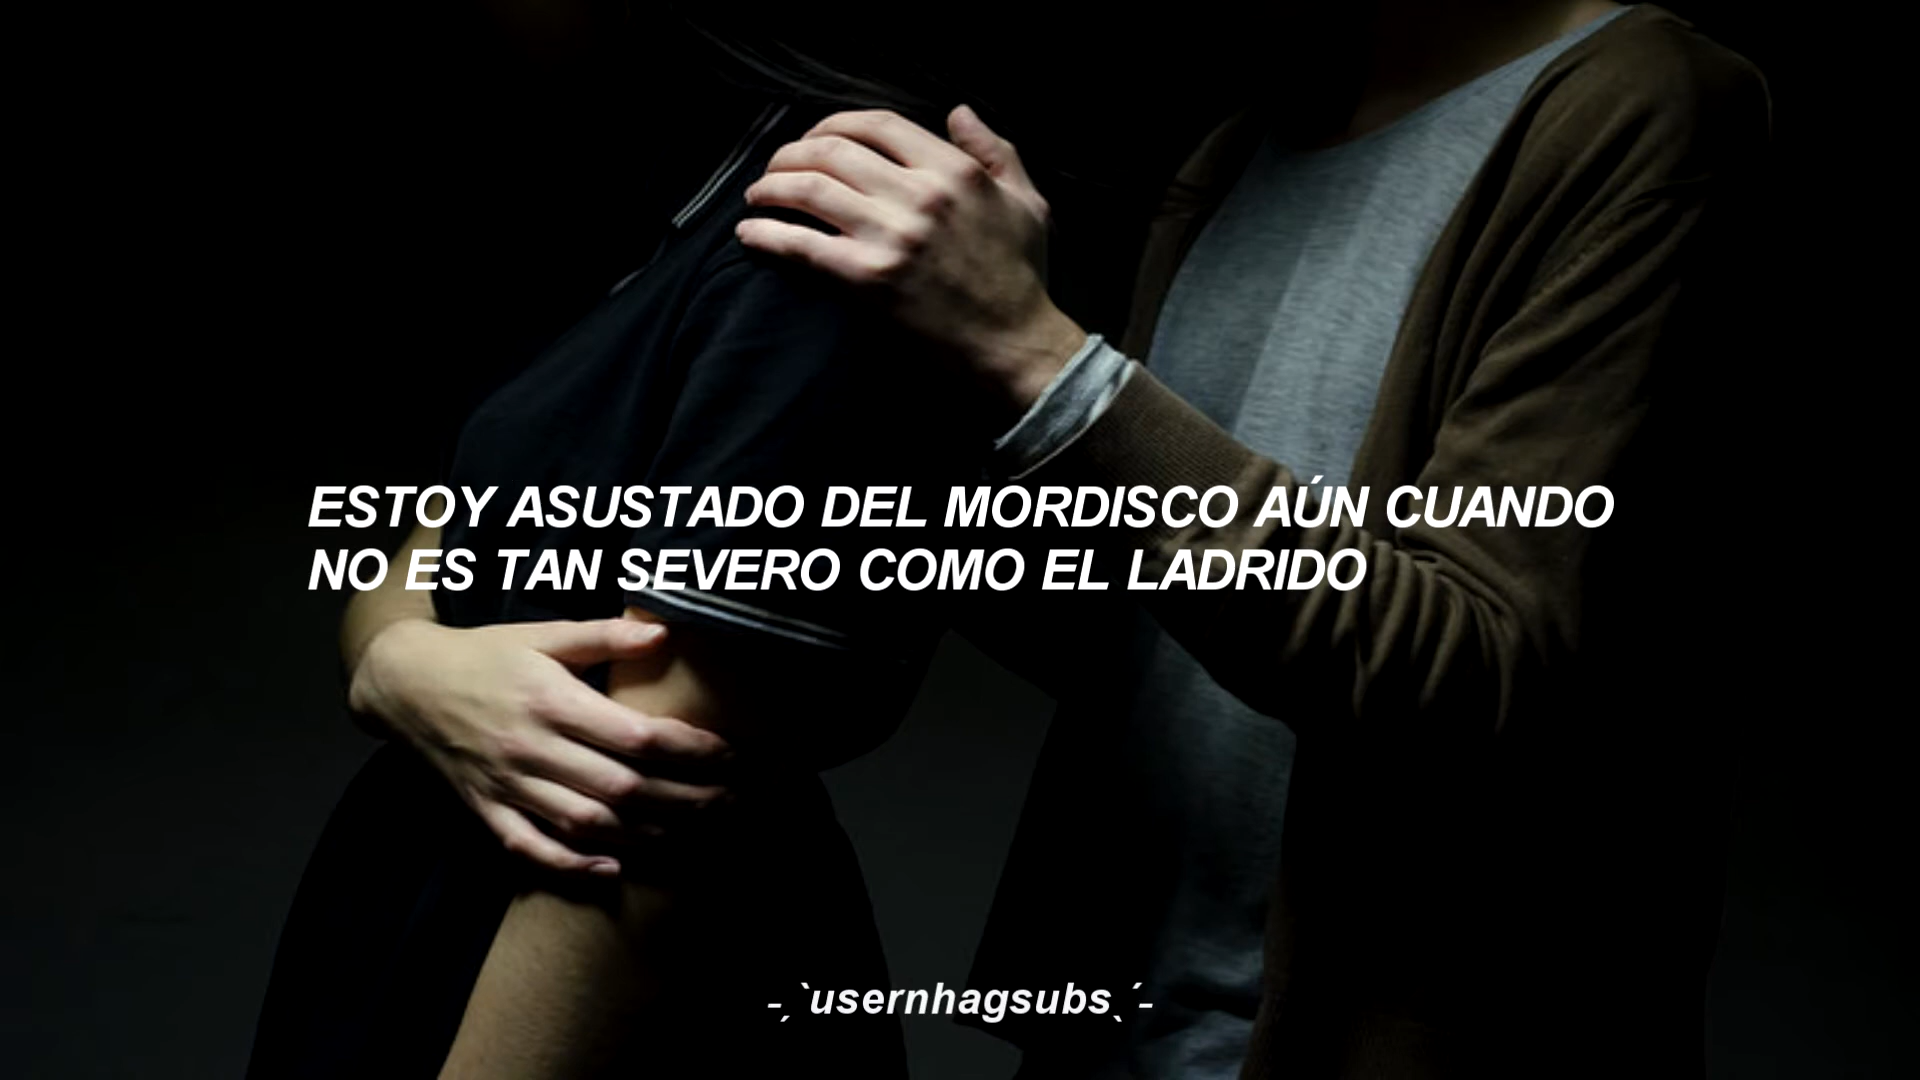 ESTOY ASUSTADO DEL MORDISCO AÚN CUANDO
NO ES TAN SEVERO COMO EL LADRIDO
-ˏˋusernhagsubsˎˊ-